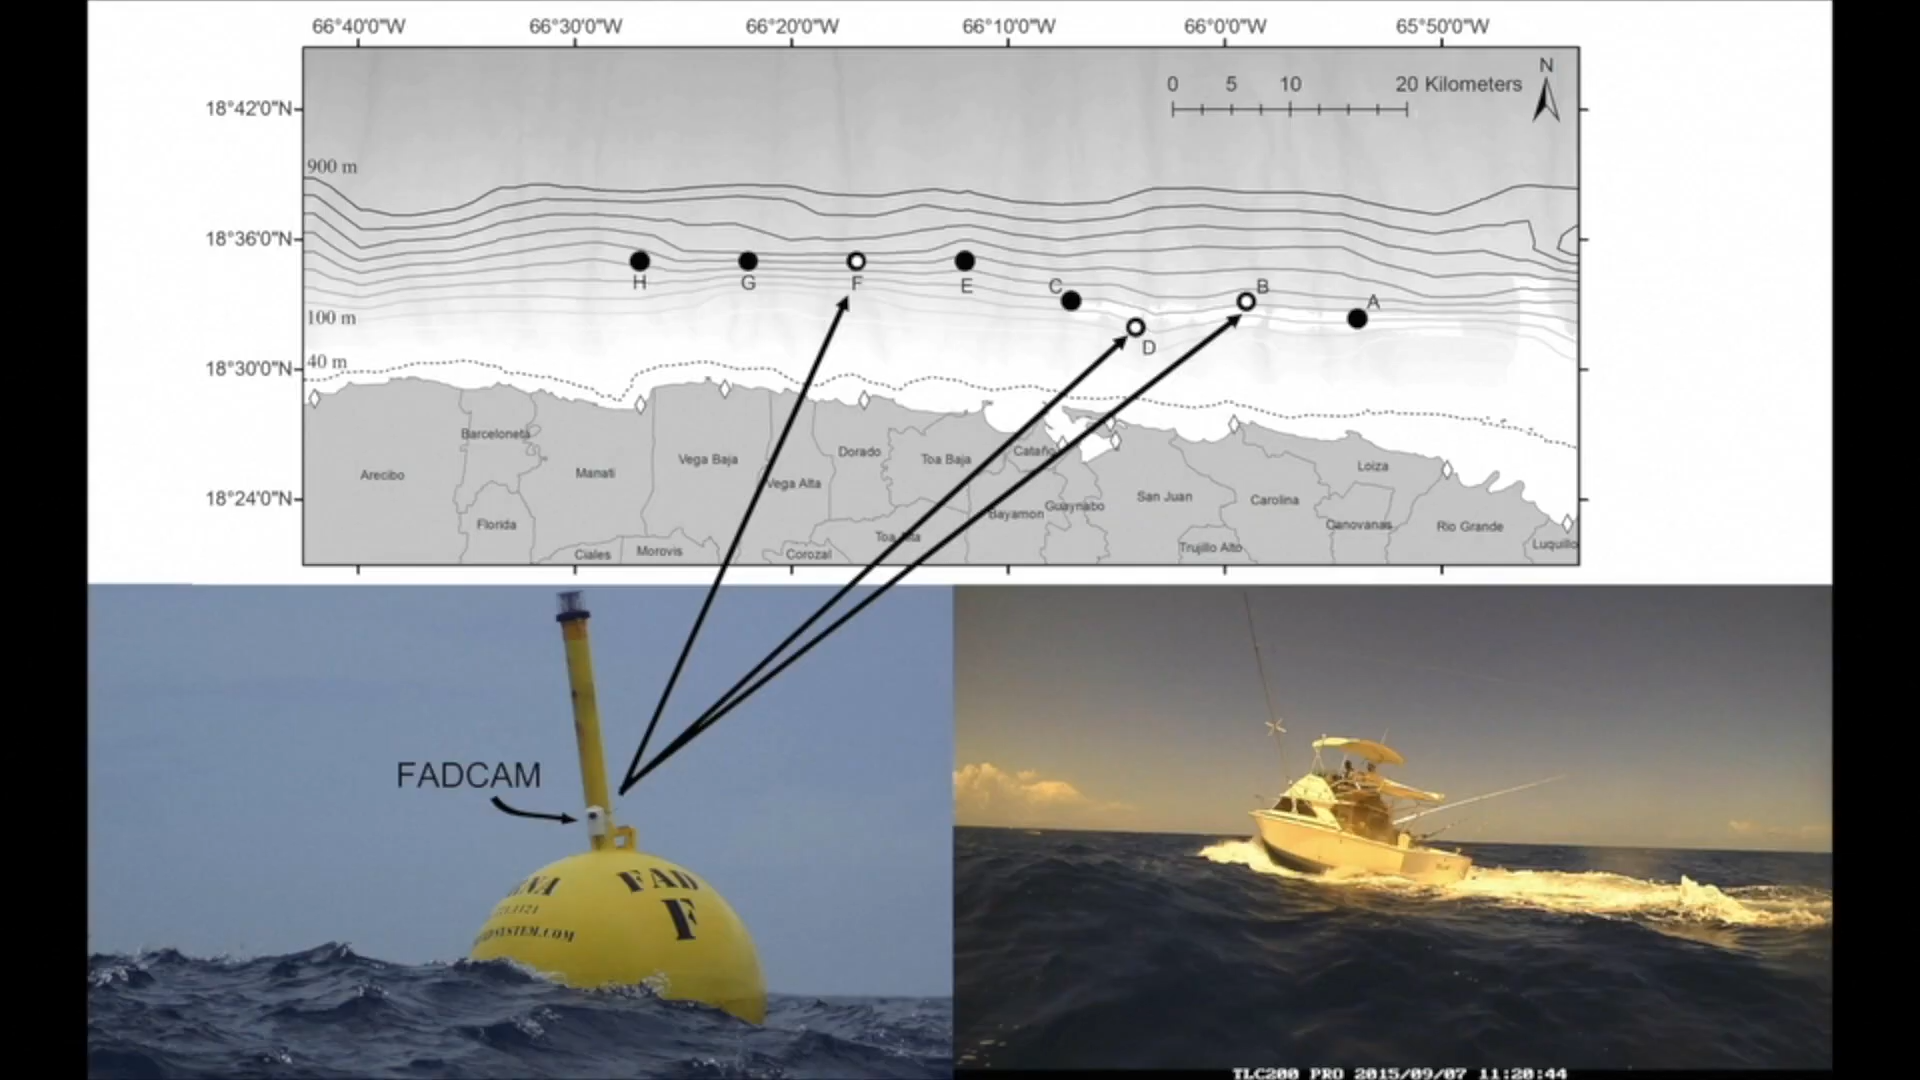 66°40'0"W 66°30'0"W 66°20'0"W 66°10'0"W 66°0'0"W 65°50'0"W
N
0 5 10 20 Kilometers
18°42'0"N
900 m
18°36'0"N
H G F E C B A
100 m
D
40 m
18°30'0"N
Barceloneta
Dorado
Cataño
Vega Baja
Toa Baja
Loiza
Arecibo
Manati
Vega Alta
18°24'0"N
San Juan
Carolina
Guaynabo
Bayamon
Florida
Canovanas
Rio Grande
Toa Alta
Luquillo
Ciales
Morovis
Corozal
Trujillo Alto
FADCAM
FAD
F
SYSTEM.COM
TLC200 PRO 2015/09/07 11:20:44